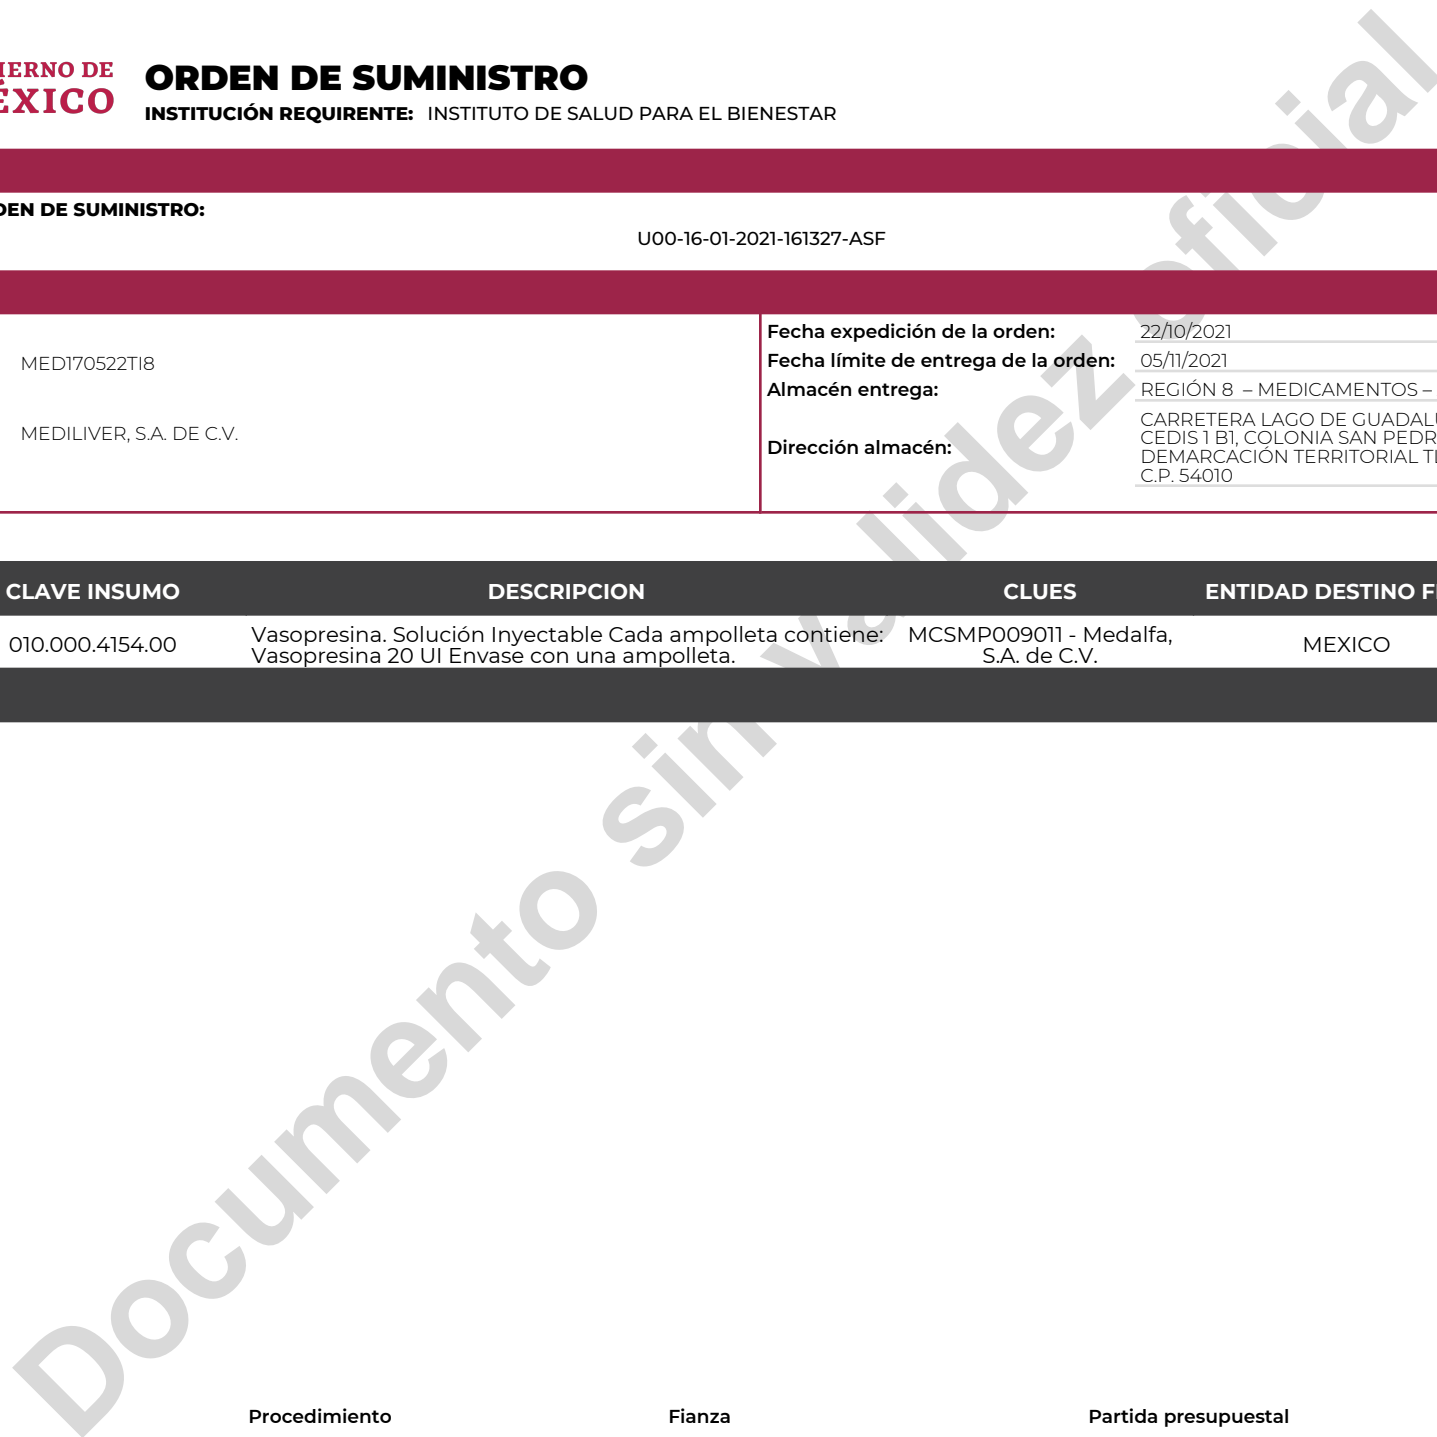 IERNO DE
ÉXICO
ORDEN DE SUMINISTRO
INSTITUCIÓN REQUIRENTE: INSTITUTO DE SALUD PARA EL BIENESTAR
DEN DE SUMINISTRO:
U00-16-01-2021-161327-ASF
MED170522TI8
MEDILIVER, S.A. DE C.V.
Fecha expedición de la orden: 22/10/2021
Fecha límite de entrega de la orden: 05/11/2021
Almacén entrega: REGIÓN 8 – MEDICAMENTOS –
Dirección almacén:
CARRETERA LAGO DE GUADAL
CEDIS 1 B1, COLONIA SAN PEDR
DEMARCACIÓN TERRITORIAL T
C.P. 54010
CLAVE INSUMO DESCRIPCION CLUES ENTIDAD DESTINO F
010.000.4154.00
Vasopresina. Solución Inyectable Cada ampolleta contiene:
Vasopresina 20 UI Envase con una ampolleta.
MCSMP009011 - Medalfa,
S.A. de C.V.
MEXICO
Documento sin validez oficial
Procedimiento Fianza Partida presupuestal